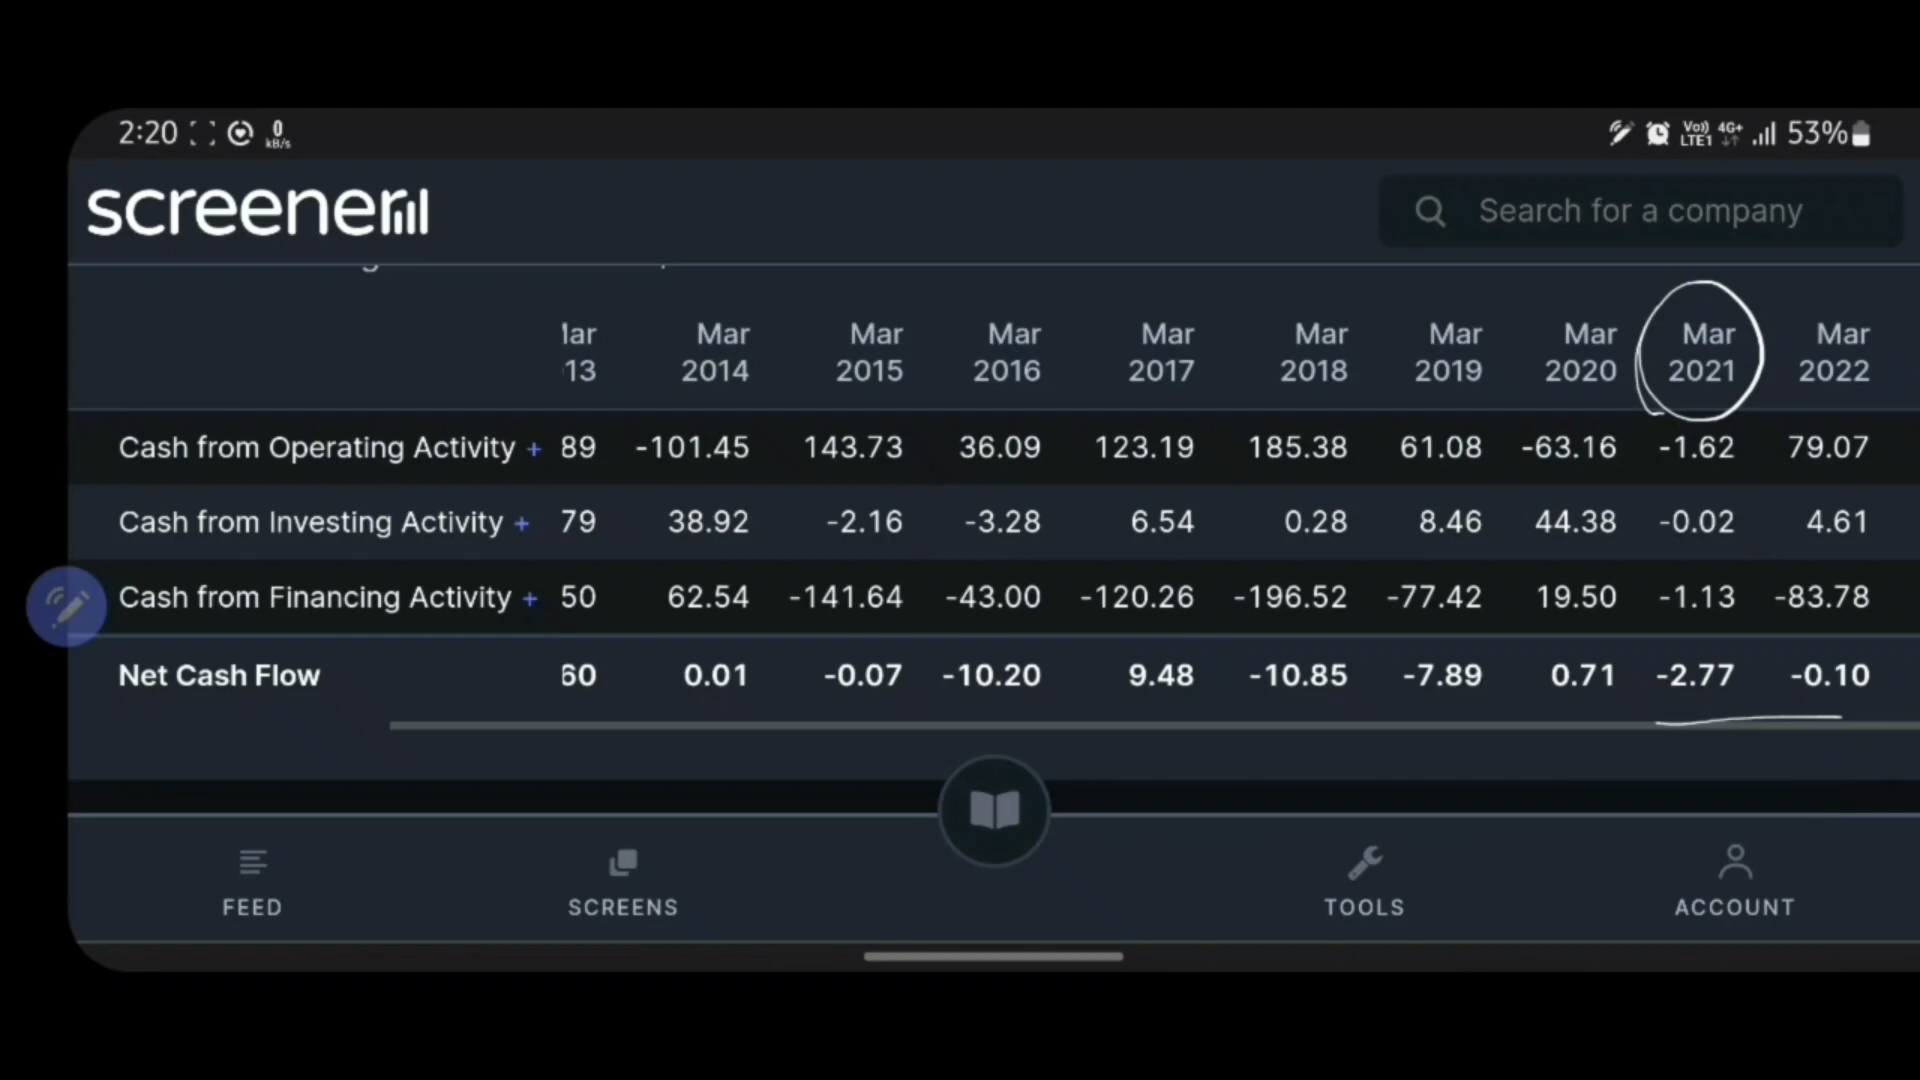 2:20 0 kB/s Vo)) LTE1 4G+ 53%
screener
Search for a company
Mar Mar Mar Mar Mar Mar Mar Mar Mar
13 2014 2015 2016 2017 2018 2019 2020 2021 2022
Cash from Operating Activity + 89 -101.45 143.73 36.09 123.19 185.38 61.08 -63.16 -1.62 79.07
Cash from Investing Activity + 79 38.92 -2.16 -3.28 6.54 0.28 8.46 44.38 -0.02 4.61
Cash from Financing Activity + 50 62.54 -141.64 -43.00 -120.26 -196.52 -77.42 19.50 -1.13 -83.78
Net Cash Flow 60 0.01 -0.07 -10.20 9.48 -10.85 -7.89 0.71 -2.77 -0.10
FEED SCREENS TOOLS ACCOUNT